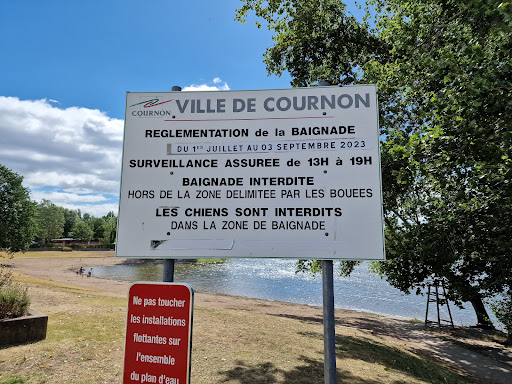 COURNON
VILLE DE COURNON
REGLEMENTATION de la BAIGNADE
DU 1ER JUILLET AU 03 SEPTEMBRE 2023
SURVEILLANCE ASSUREE de 13H à 19H
BAIGNADE INTERDITE
HORS DE LA ZONE DELIMITEE PAR LES BOUEES
LES CHIENS SONT INTERDITS
DANS LA ZONE DE BAIGNADE
Ne pas toucher
les installations
flottantes sur
l'ensemble
du plan d'eau